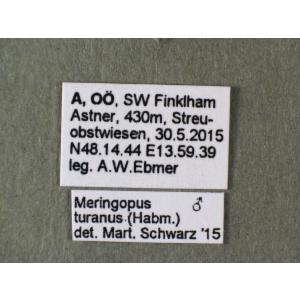 A, OÖ, SW Finklham
Astner, 430m, Streu-
obstwiesen, 30.5.2015
N48.14.44 E13.59.39
leg. A.W.Ebmer
Meringopus ♂
turanus (Habm.)
det. Mart. Schwarz '15